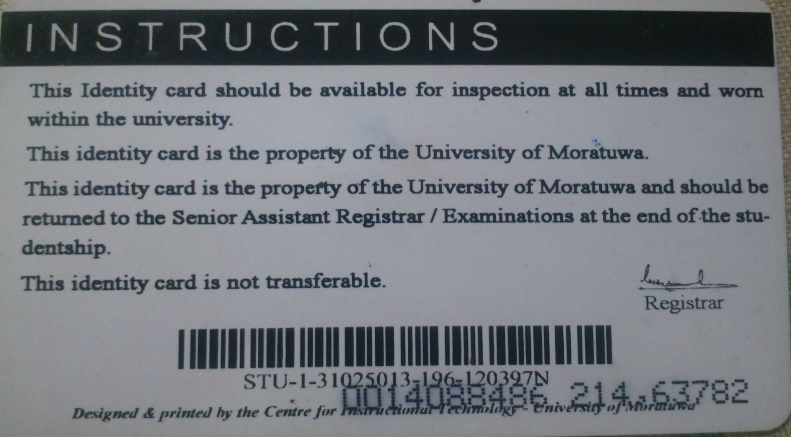 INSTRUCTIONS
This Identity card should be available for inspection at all times and worn
within the university.
This identity card is the property of the University of Moratuwa.
This identity card is the property of the University of Moratuwa and should be
returned to the Senior Assistant Registrar / Examinations at the end of the stu-
dentship.
This identity card is not transferable.
Registrar
STU-1-31025013-196-120397N
0014088486 214,63782
Designed & printed by the Centre for Instructional Technology - University of Moratuwa